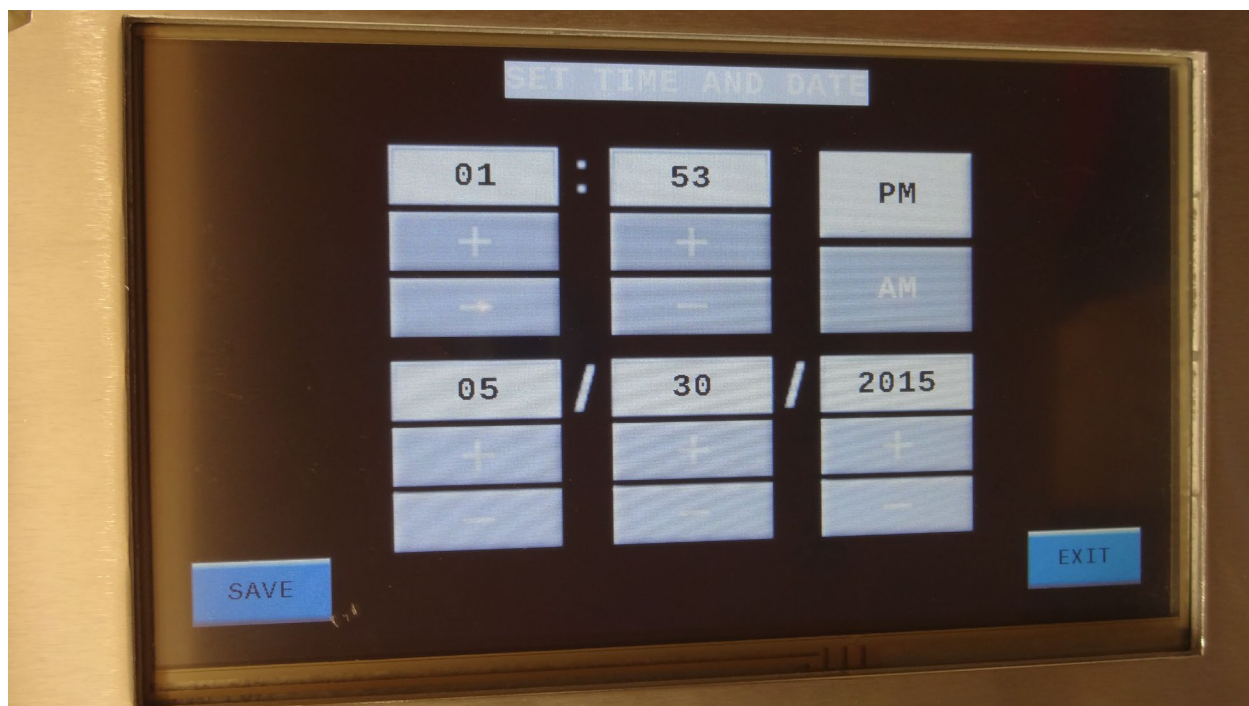 SET TIME AND DATE
01 : 53 PM
+ + AM
- -
05 / 30 / 2015
+ + +
- - -
SAVE EXIT